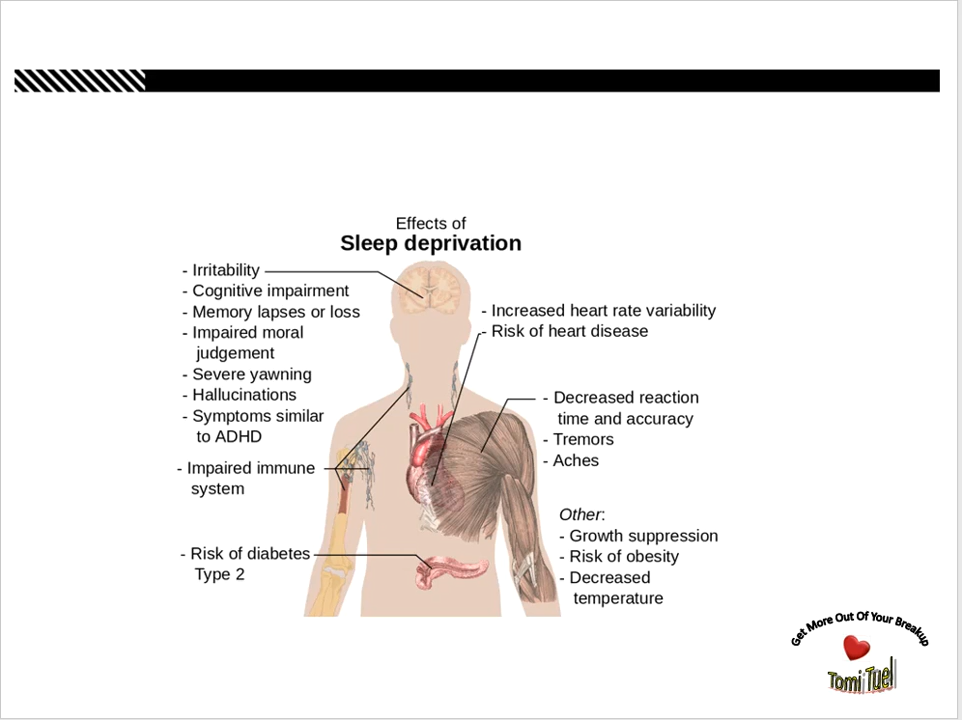 Effects of
Sleep deprivation
- Irritability
- Cognitive impairment
- Memory lapses or loss
- Impaired moral
judgement
- Severe yawning
- Hallucinations
- Symptoms similar
to ADHD
- Impaired immune
system
- Risk of diabetes
Type 2
- Increased heart rate variability
- Risk of heart disease
- Decreased reaction
time and accuracy
- Tremors
- Aches
Other:
- Growth suppression
- Risk of obesity
- Decreased
temperature
Get More Out Of Your Breakup
Tomi Tuel